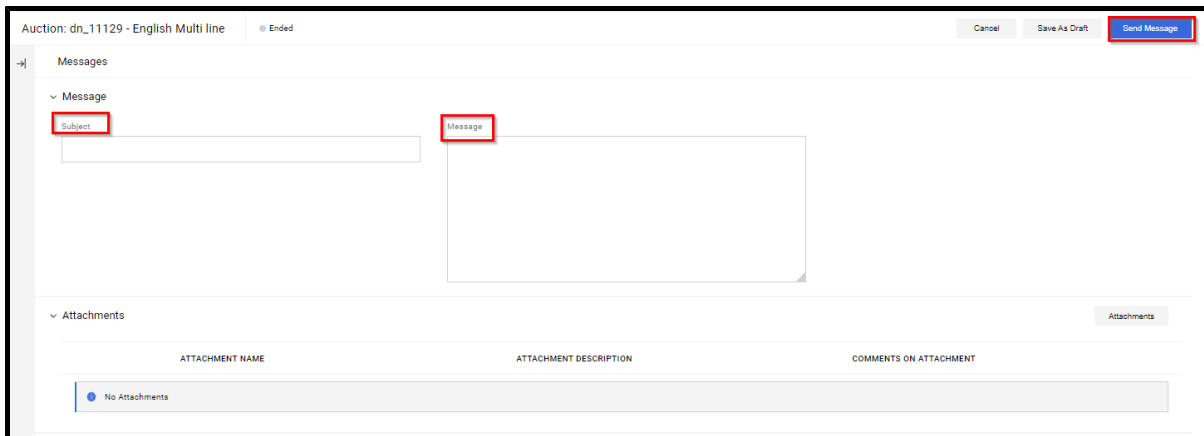 Auction: dn_11129 - English Multi line Ended Cancel Save As Draft Send Message
Messages
Message
Subject Message
Attachments Attachments
ATTACHMENT NAME ATTACHMENT DESCRIPTION COMMENTS ON ATTACHMENT
No Attachments